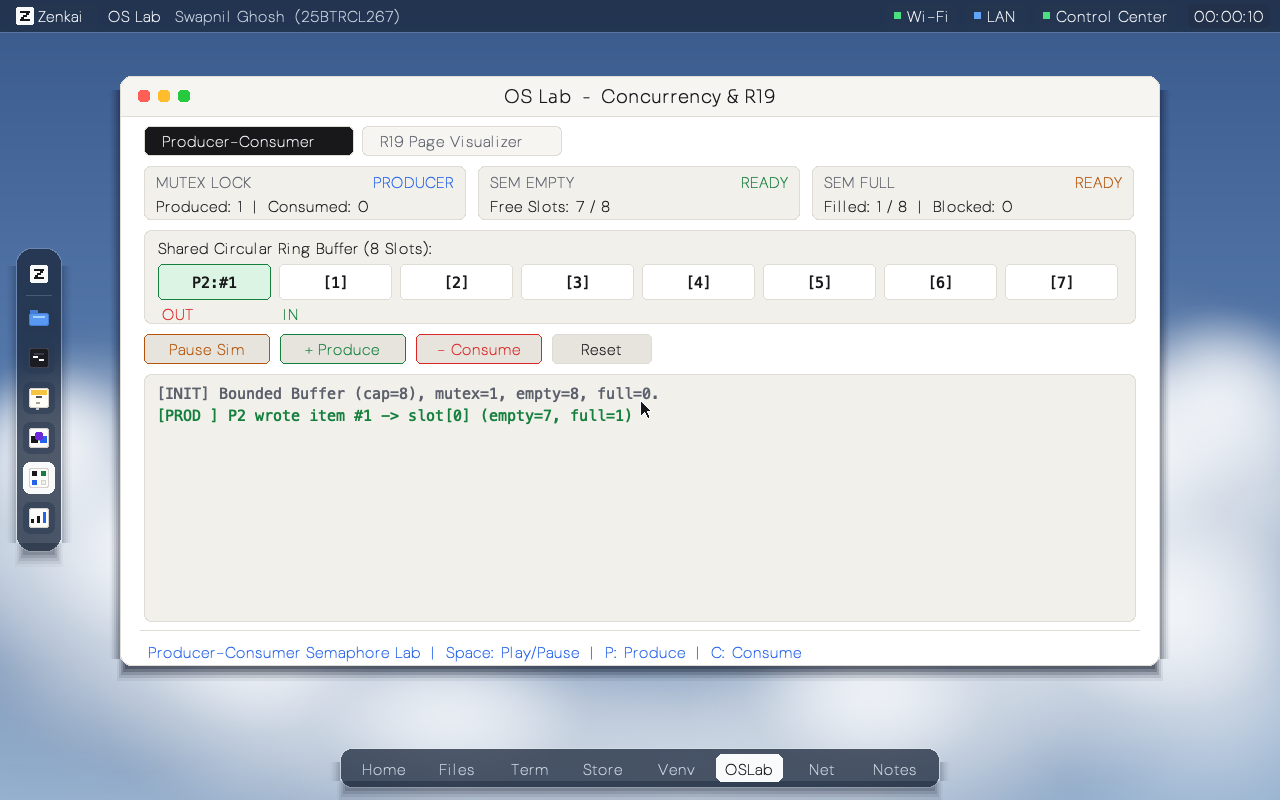 Z Zenkai OS Lab Swapnil Ghosh (25BTRCL267) Wi-Fi LAN Control Center 00:00:10
OS Lab - Concurrency & R19
Producer-Consumer R19 Page Visualizer
MUTEX LOCK PRODUCER SEM EMPTY READY SEM FULL READY
Produced: 1 | Consumed: 0 Free Slots: 7 / 8 Filled: 1 / 8 | Blocked: 0
Shared Circular Ring Buffer (8 Slots):
P2:#1 [1] [2] [3] [4] [5] [6] [7]
OUT IN
Pause Sim + Produce - Consume Reset
[INIT] Bounded Buffer (cap=8), mutex=1, empty=8, full=0.
[PROD ] P2 wrote item #1 -> slot[0] (empty=7, full=1)
Z
Producer-Consumer Semaphore Lab | Space: Play/Pause | P: Produce | C: Consume
Home Files Term Store Venv OSLab Net Notes